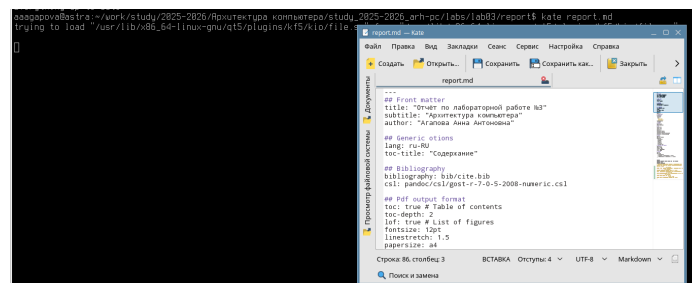 aaagapova@astra:~/work/study/2025-2026/Архитектура компьютера/study_2025-2026_arh-pc/labs/lab03/report$ kate report.md
trying to load "/usr/lib/x86_64-linux-gnu/qt5/plugins/kf5/kio/file.s
report.md — Kate
Файл Правка Вид Закладки Сеанс Сервис Настройка Справка
Создать Открыть... Сохранить Сохранить как... Закрыть
report.md
Документы
Просмотр файловой системы
---
## Front matter
title: "Отчёт по лабораторной работе №3"
subtitle: "Архитектура компьютера"
author: "Агапова Анна Антоновна"
## Generic otions
lang: ru-RU
toc-title: "Содержание"
## Bibliography
bibliography: bib/cite.bib
csl: pandoc/csl/gost-r-7-0-5-2008-numeric.csl
## Pdf output format
toc: true # Table of contents
toc-depth: 2
lof: true # List of figures
fontsize: 12pt
linestretch: 1.5
papersize: a4
Строка: 86, столбец: 3 ВСТАВКА Отступы: 4 UTF-8 Markdown
Поиск и замена